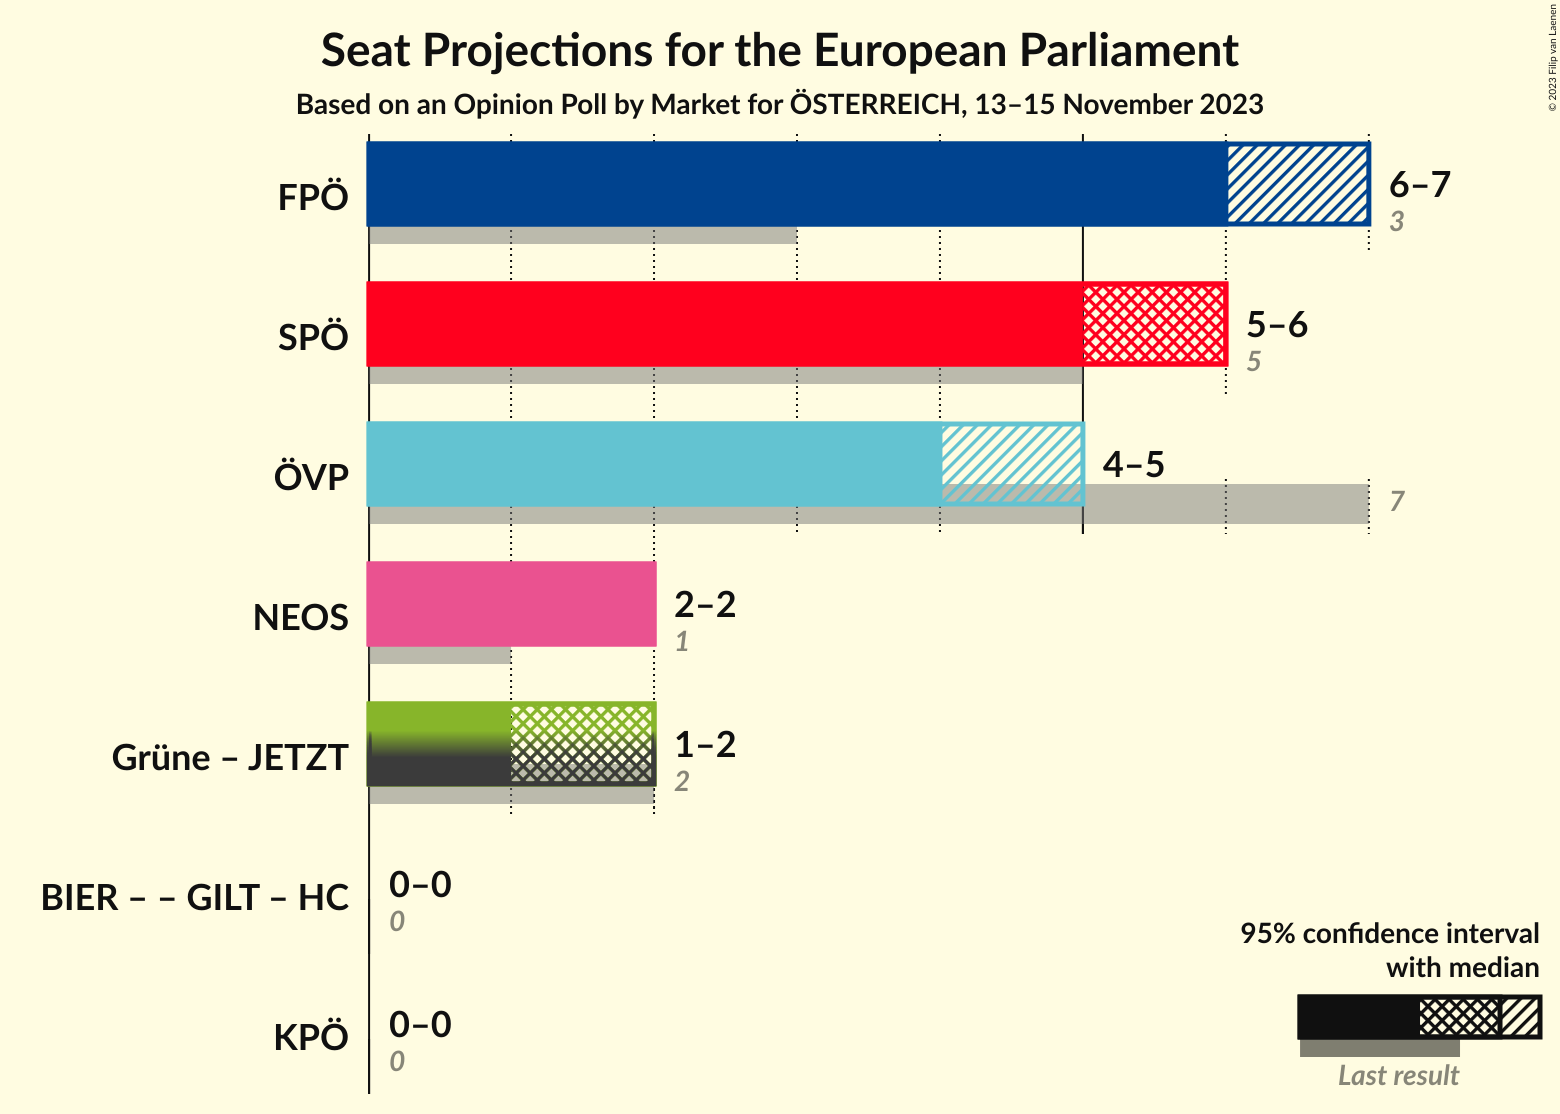 Seat Projections for the European Parliament
Based on an Opinion Poll by Market for ÖSTERREICH, 13–15 November 2023
© 2023 Filip van Laenen
FPÖ
6–7
3
SPÖ
5–6
5
ÖVP
4–5
7
NEOS
2–2
1
Grüne – JETZT
1–2
2
BIER – – GILT – HC
0–0
0
KPÖ
0–0
0
95% confidence interval
with median
Last result